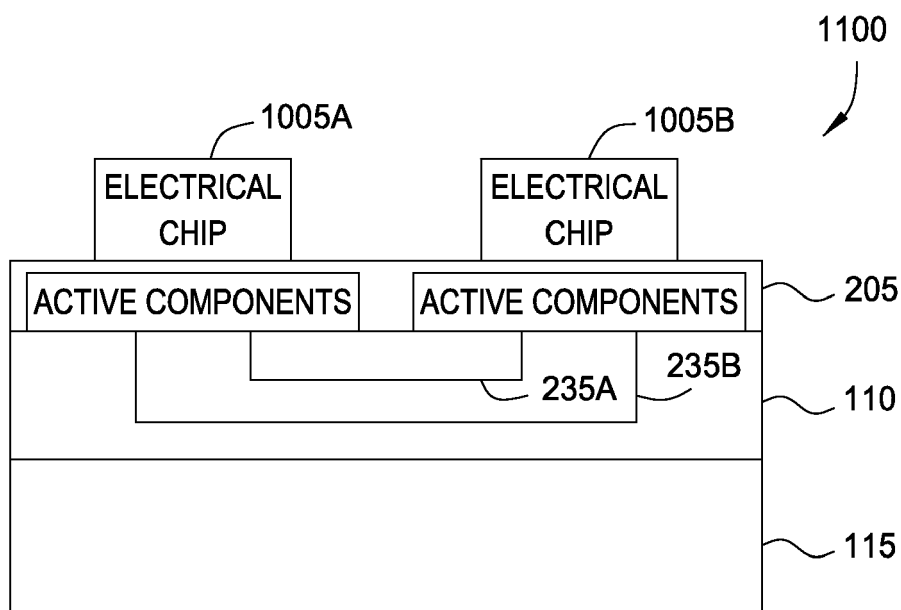 1100
1005A
1005B
ELECTRICAL
CHIP
ELECTRICAL
CHIP
ACTIVE COMPONENTS
ACTIVE COMPONENTS
205
235A
235B
110
115